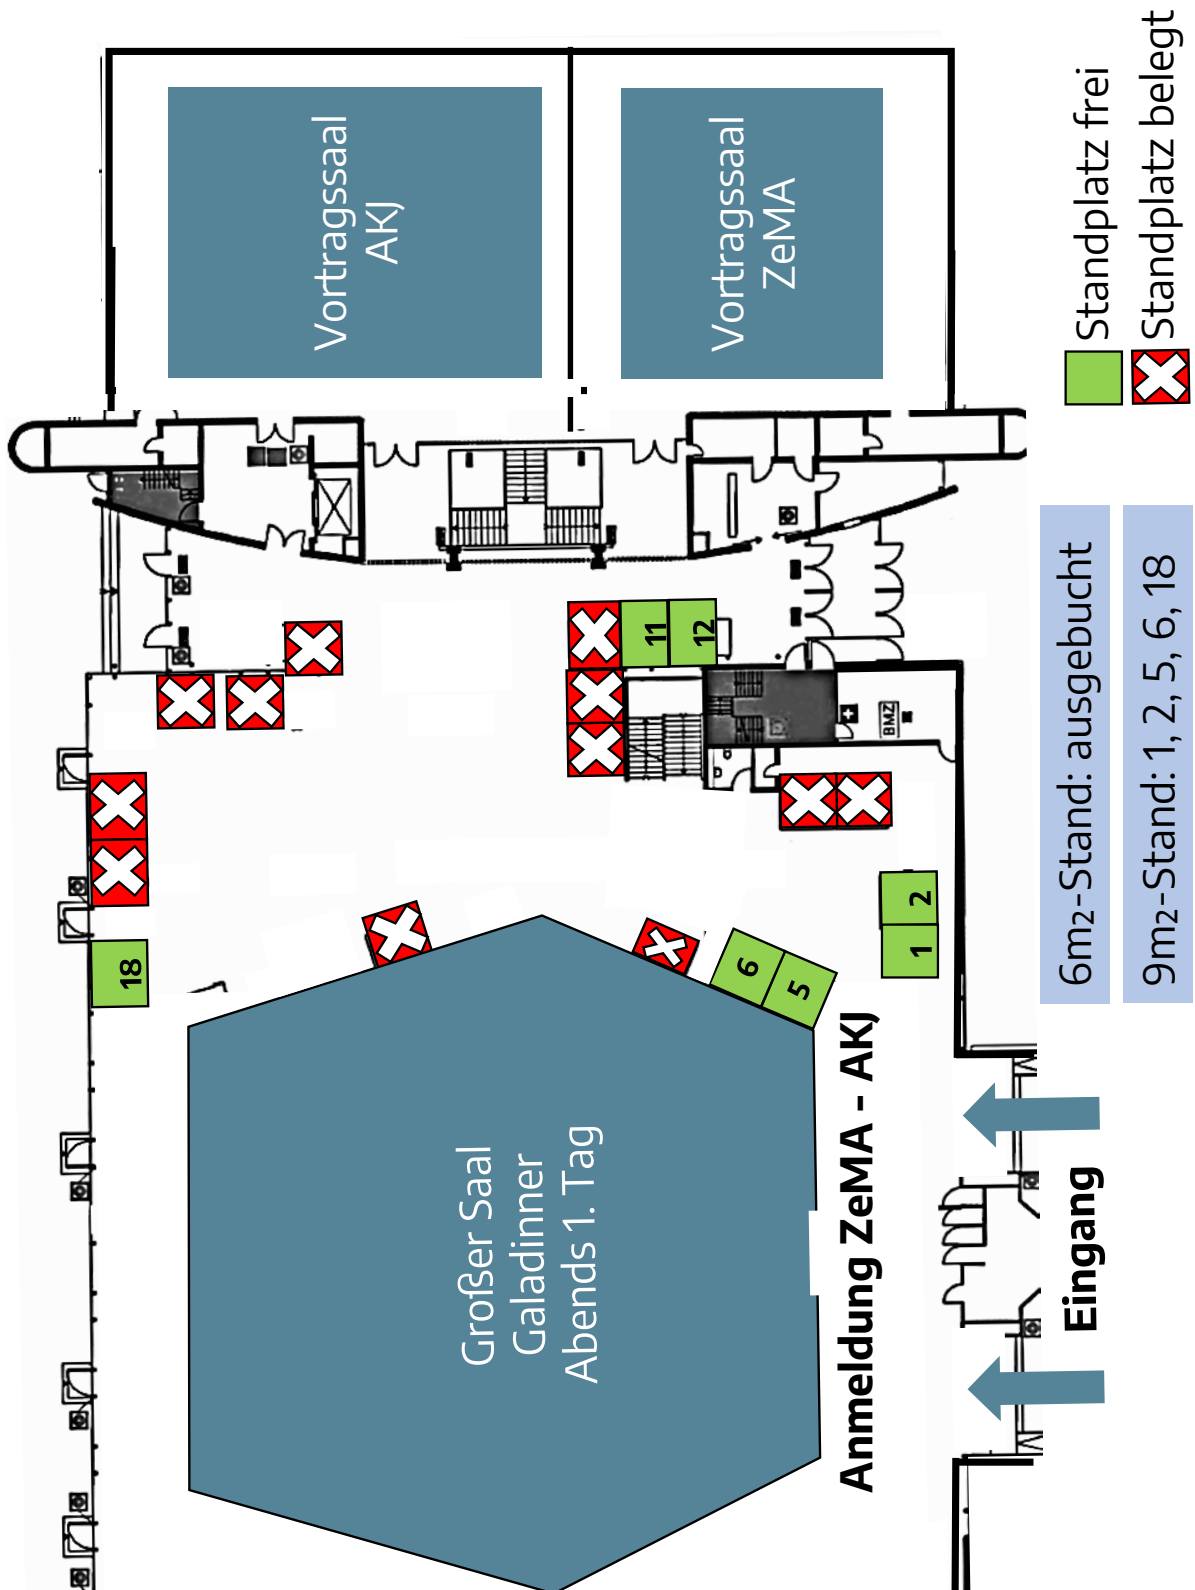 Vortragssaal
AKJ
Vortragssaal
ZeMA
Standplatz frei
Standplatz belegt
6m2-Stand: ausgebucht
9m2-Stand: 1, 2, 5, 6, 18
11
12
BMZ
18
6
5
2
1
Großer Saal
Galadinner
Abends 1. Tag
Anmeldung ZeMA - AKJ
Eingang